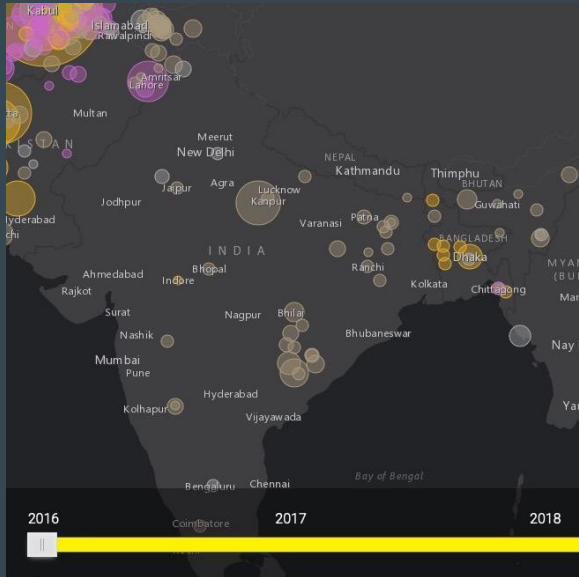 Kabul
Islamabad
Rawalpindi
Amritsar
Lahore
Multan
Meerut
New Delhi
NEPAL
Kathmandu
Thimphu
BHUTAN
Jaipur
Agra
Lucknow
Jodhpur
Kanpur
Guwahati
Patna
Varanasi
INDIA
BANGLADESH
Dhaka
Bhopal
Ranchi
Ahmedabad
Indore
Kolkata
Chittagong
Rajkot
Surat
Nagpur
Bhilai
Nashik
Bhubaneswar
Mumbai
Pune
Hyderabad
Kolhapur
Vijayawada
Bay of Bengal
Bengaluru
Chennai
2016 2017 2018
Coimbatore